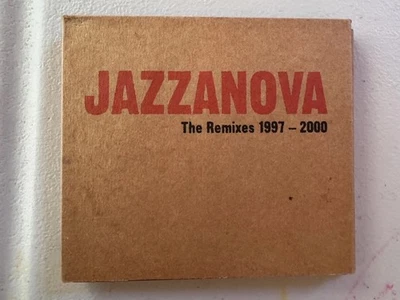 JAZZANOVA
The Remixes 1997 – 2000